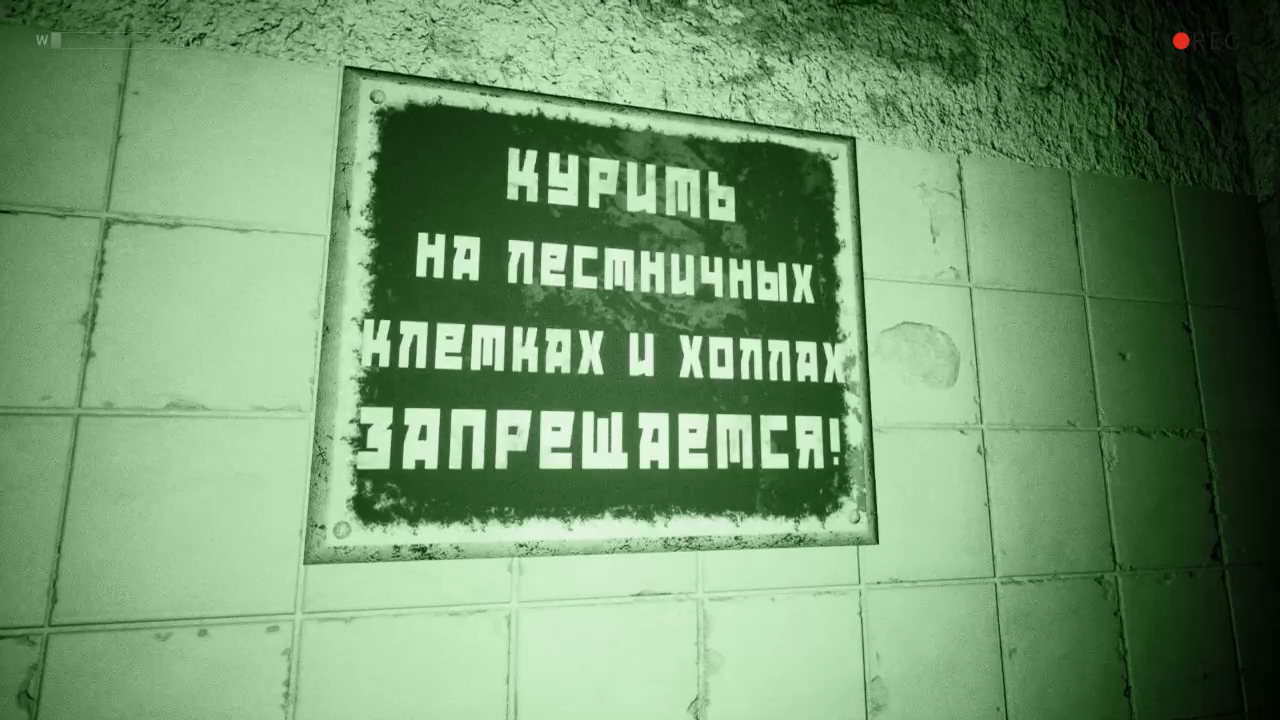 W
REC
КУРИТЬ
НА ЛЕСТНИЧНЫХ
КЛЕТКАХ И ХОЛЛАХ
ЗАПРЕЩАЕТСЯ!